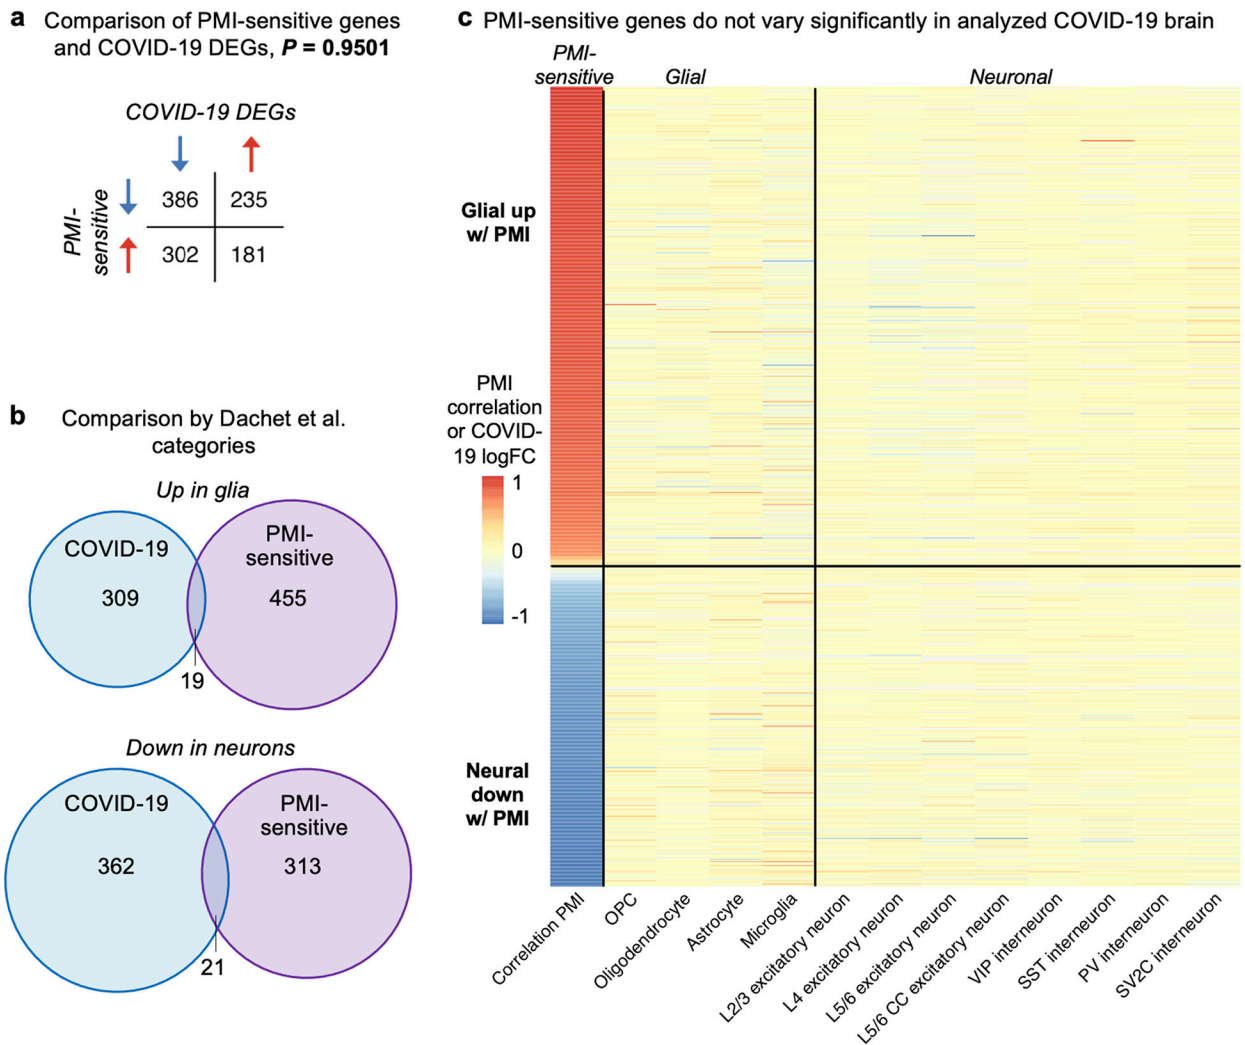 a Comparison of PMI-sensitive genes
and COVID-19 DEGs, P = 0.9501
COVID-19 DEGs
PMI-
sensitive
386 235
302 181
b Comparison by Dachet et al.
categories
Up in glia
COVID-19
309
PMI-
sensitive
455
19
Down in neurons
COVID-19
362
PMI-
sensitive
313
21
c PMI-sensitive genes do not vary significantly in analyzed COVID-19 brain
PMI-
sensitive
Glial
Neuronal
Glial up
w/ PMI
PMI
correlation
or COVID-
19 logFC
1
0
-1
Neural
down
w/ PMI
Correlation PMI
OPC
Oligodendrocyte
Astrocyte
Microglia
L2/3 excitatory neuron
L4 excitatory neuron
L5/6 excitatory neuron
L5/6 CC excitatory neuron
VIP interneuron
SST interneuron
PV interneuron
SV2C interneuron